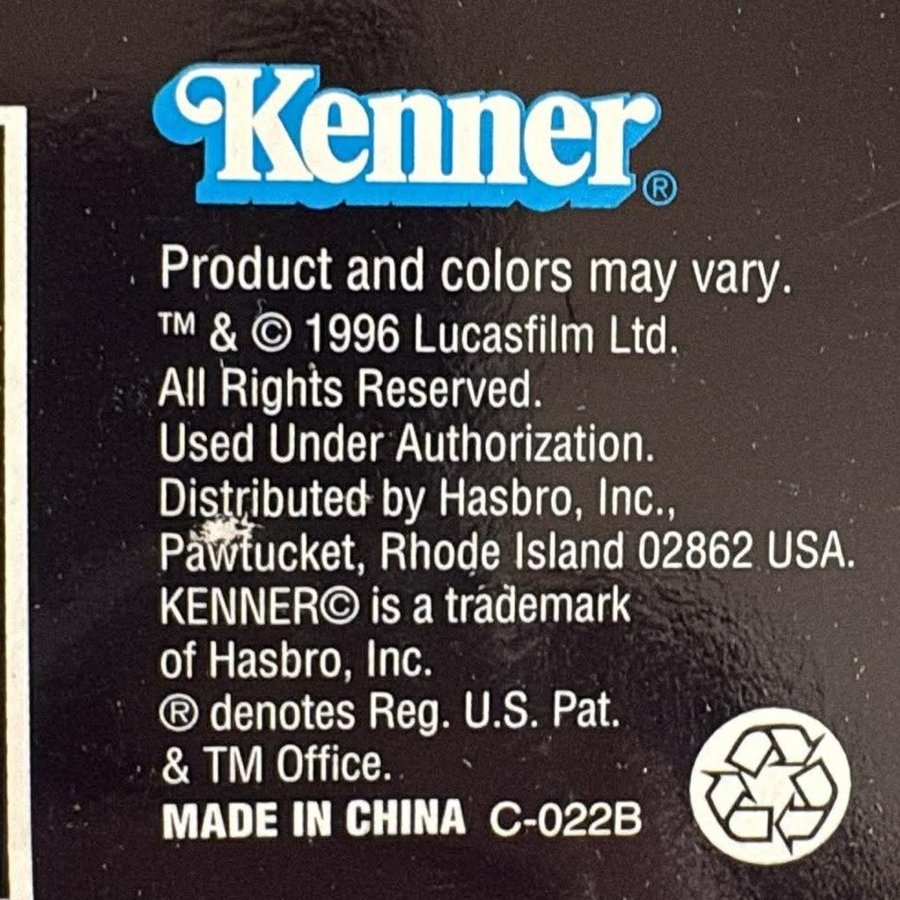 Kenner®
Product and colors may vary.
™ & © 1996 Lucasfilm Ltd.
All Rights Reserved.
Used Under Authorization.
Distributed by Hasbro, Inc.,
Pawtucket, Rhode Island 02862 USA.
KENNER© is a trademark
of Hasbro, Inc.
® denotes Reg. U.S. Pat.
& TM Office.
MADE IN CHINA C-022B